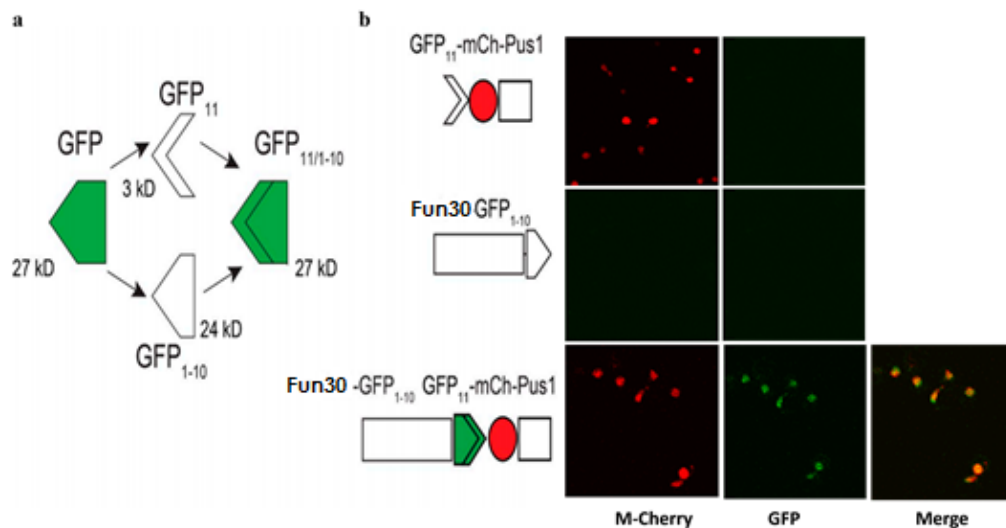 a
GFP
GFP11
GFP11/1-10
3 kD
27 kD
27 kD
24 kD
GFP1-10
b
GFP11-mCh-Pus1
Fun30 GFP1-10
Fun30 -GFP1-10 GFP11-mCh-Pus1
M-Cherry GFP Merge